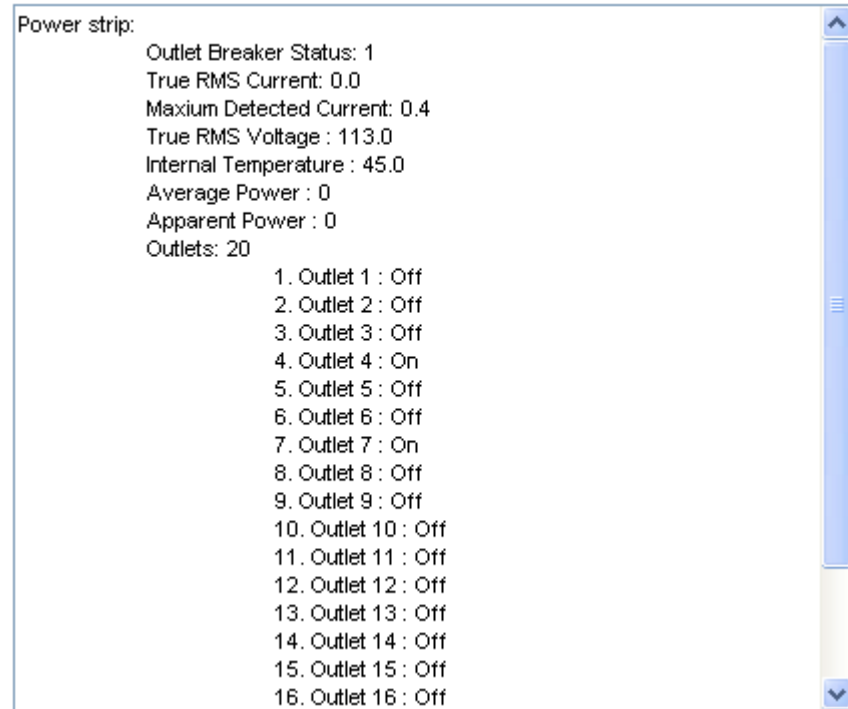 Power strip:
Outlet Breaker Status: 1
True RMS Current: 0.0
Maxium Detected Current: 0.4
True RMS Voltage : 113.0
Internal Temperature : 45.0
Average Power : 0
Apparent Power : 0
Outlets: 20
1. Outlet 1 : Off
2. Outlet 2 : Off
3. Outlet 3 : Off
4. Outlet 4 : On
5. Outlet 5 : Off
6. Outlet 6 : Off
7. Outlet 7 : On
8. Outlet 8 : Off
9. Outlet 9 : Off
10. Outlet 10 : Off
11. Outlet 11 : Off
12. Outlet 12 : Off
13. Outlet 13 : Off
14. Outlet 14 : Off
15. Outlet 15 : Off
16. Outlet 16 : Off